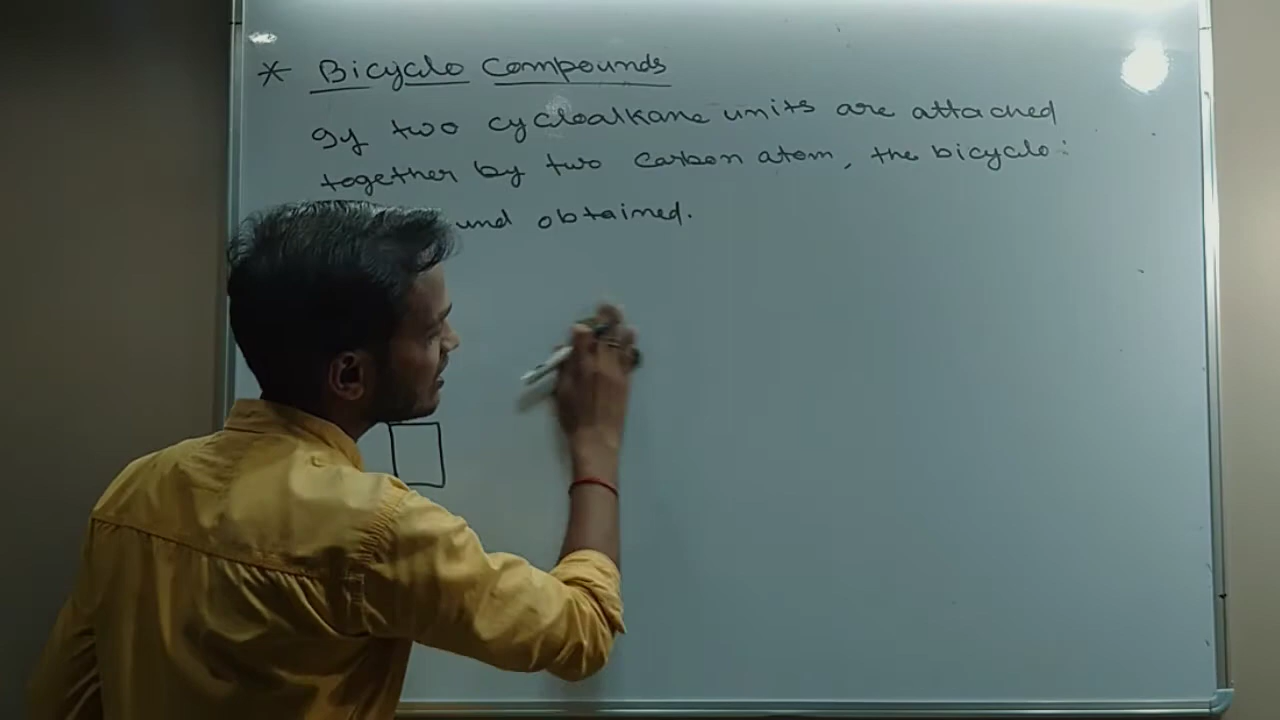 * Bicyclo Compounds
If two cycloalkane units are attached
together by two Carbon atom, the bicyclo
und obtained.